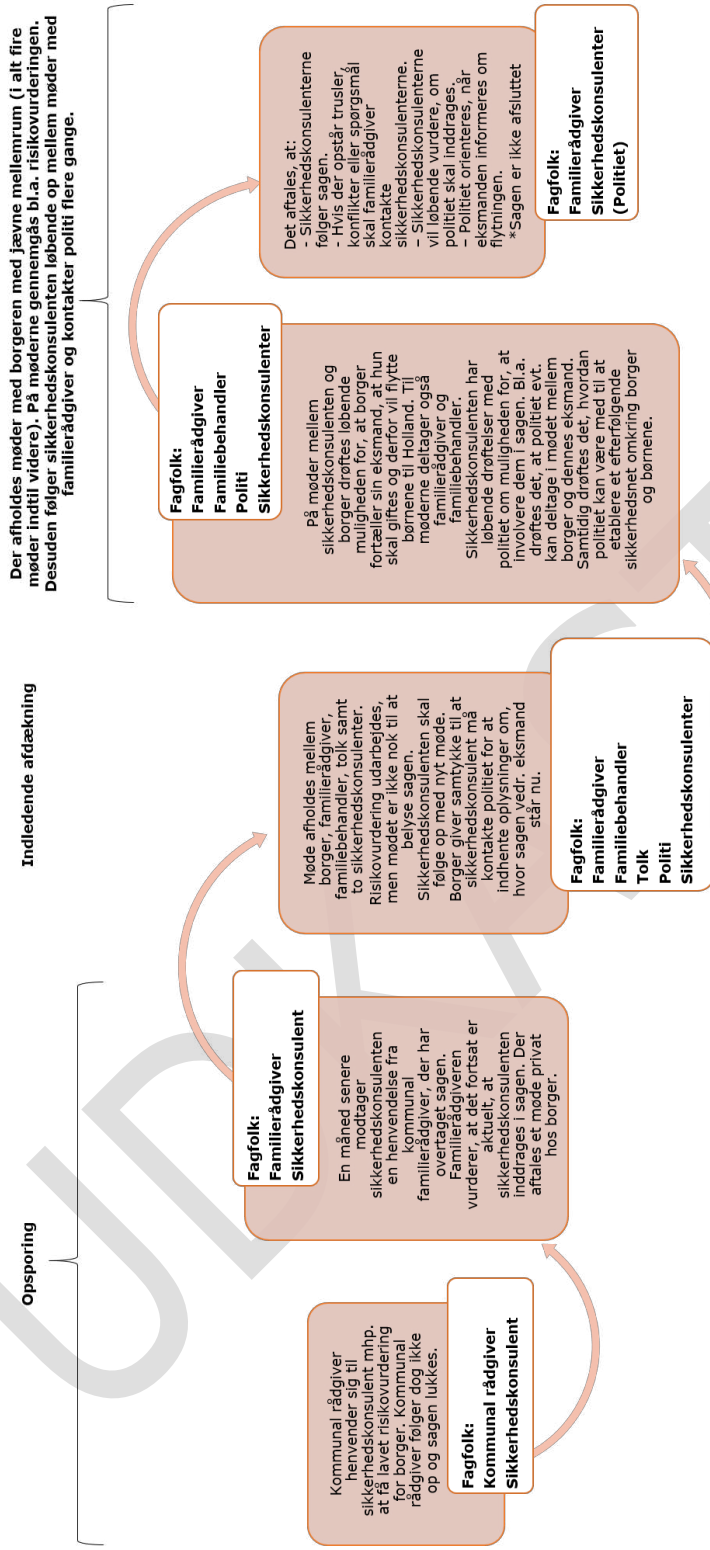 Opsporing
Kommunal rådgiver
henvender sig til
sikkerhedskonsulent mhp.
at få lavet risikovurdering
for borger. Kommunal
rådgiver følger dog ikke
op og sagen lukkes.
Fagfolk:
Kommunal rådgiver
Sikkerhedskonsulent
Fagfolk:
Familierådgiver
Sikkerhedskonsulent
En måned senere
modtager
sikkerhedskonsulenten
en henvendelse fra
kommunal
familierådgiver, der har
overtaget sagen.
Familierådgiveren
vurderer, at det fortsat er
aktuelt, at
sikkerhedskonsulenten
inddrages i sagen. Der
aftales et møde privat
hos borger.
Indledende afdækning
Møde afholdes mellem
borger, familierådgiver,
familiebehandler, tolk samt
to sikkerhedskonsulenter.
Risikovurdering udarbejdes,
men mødet er ikke nok til at
belyse sagen.
Sikkerhedskonsulenten skal
følge op med nyt møde.
Borger giver samtykke til at
sikkerhedskonsulent må
kontakte politiet for at
indhente oplysninger om,
hvor sagen vedr. eksmand
står nu.
Fagfolk:
Familierådgiver
Familiebehandler
Tolk
Politi
Sikkerhedskonsulenter
Der afholdes møder med borgeren med jævne mellemrum (i alt fire
møder indtil videre). På møderne gennemgås bl.a. risikovurderingen.
Desuden følger sikkerhedskonsulenten løbende op mellem møder med
familierådgiver og kontakter politi flere gange.
Fagfolk:
Familierådgiver
Familiebehandler
Politi
Sikkerhedskonsulenter
På møder mellem
sikkerhedskonsulenten og
borger drøftes løbende
muligheden for, at borger
fortæller sin eksmand, at hun
skal giftes og derfor vil flytte
børnene til Holland. Til
møderne deltager også
familierådgiver og
familiebehandler.
Sikkerhedskonsulenten har
løbende drøftelser med
politiet om muligheden for, at
involvere dem i sagen. Bl.a.
drøftes det, at politiet evt.
kan deltage i mødet mellem
borger og dennes eksmand.
Samtidig drøftes det, hvordan
politiet kan være med til at
etablere et efterfølgende
sikkerhedsnet omkring borger
og børnene.
Det aftales, at:
- Sikkerhedskonsulenterne
følger sagen.
- Hvis der opstår trusler,
konflikter eller spørgsmål
skal familierådgiver
kontakte
sikkerhedskonsulenterne.
– Sikkerhedskonsulenterne
vil løbende vurdere, om
politiet skal inddrages.
– Politiet orienteres, når
eksmanden informeres om
flytningen.
*Sagen er ikke afsluttet
Fagfolk:
Familierådgiver
Sikkerhedskonsulenter
(Politiet)